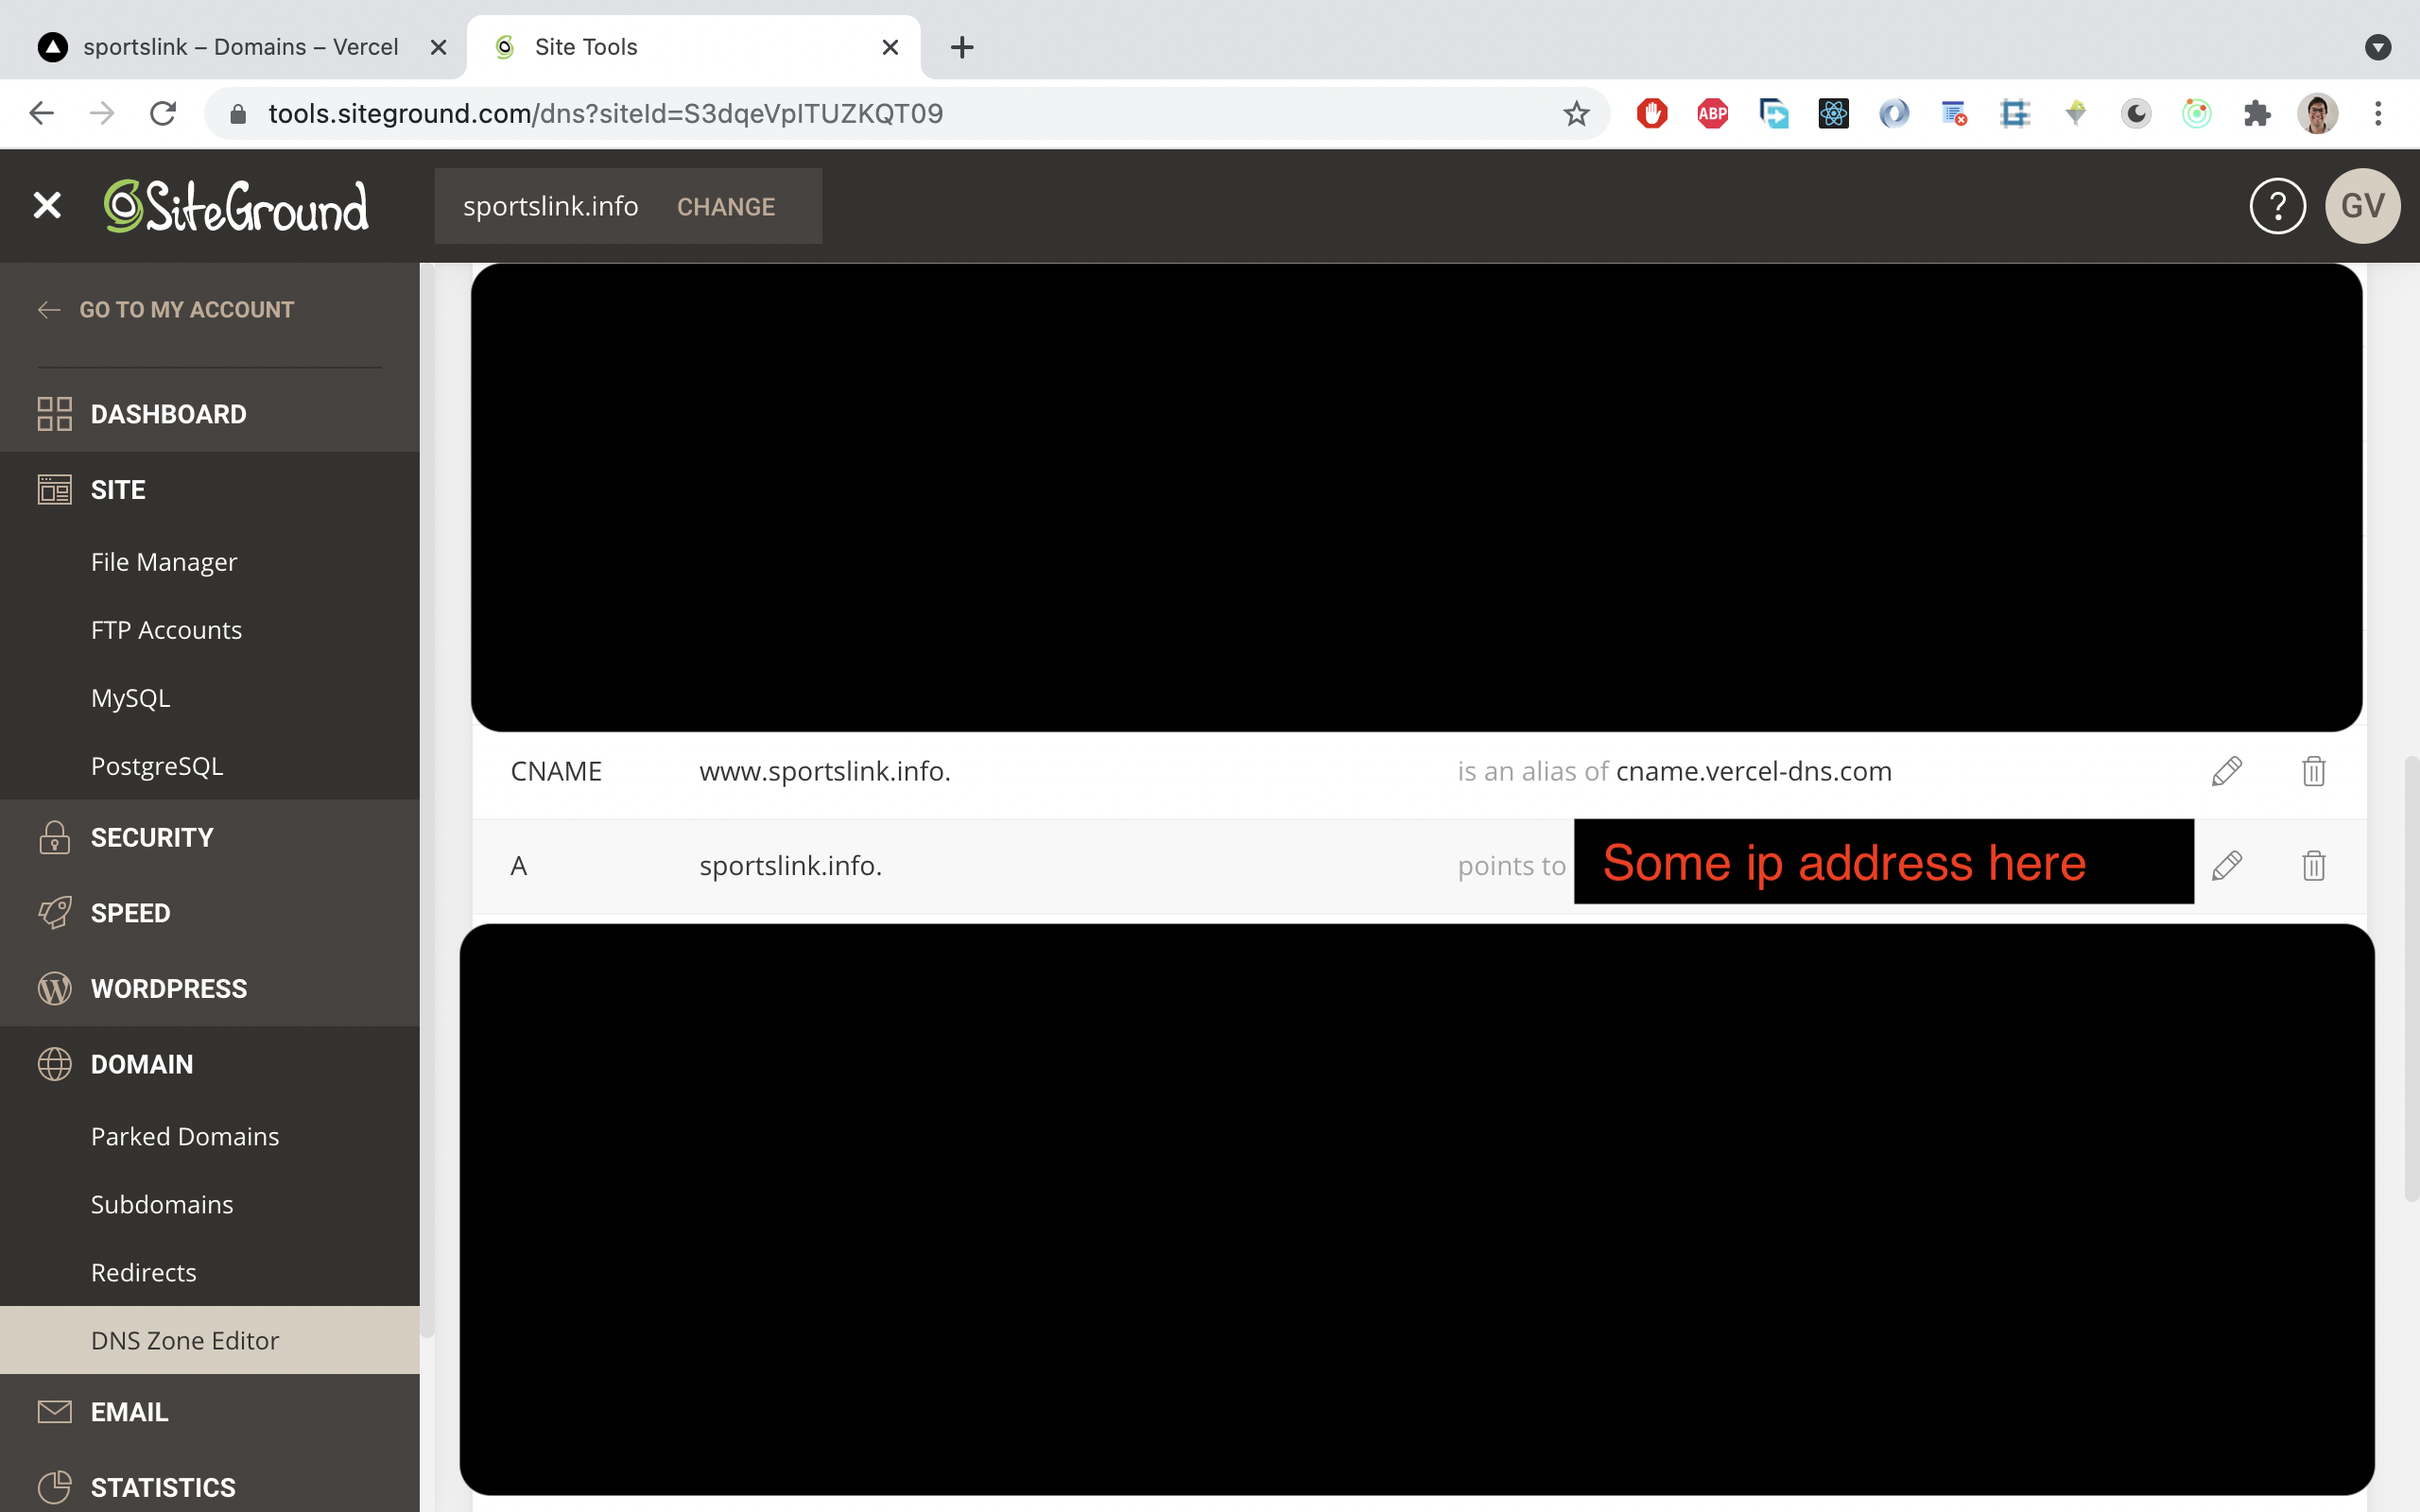 sportslink – Domains – Vercel
Site Tools
tools.siteground.com/dns?siteId=S3dqeVpITUZKQT09
ABP
SiteGround
sportslink.info CHANGE
?
GV
GO TO MY ACCOUNT
DASHBOARD
SITE
File Manager
FTP Accounts
MySQL
PostgreSQL
CNAME www.sportslink.info. is an alias of cname.vercel-dns.com
SECURITY
A sportslink.info. points to Some ip address here
SPEED
WORDPRESS
DOMAIN
Parked Domains
Subdomains
Redirects
DNS Zone Editor
EMAIL
STATISTICS